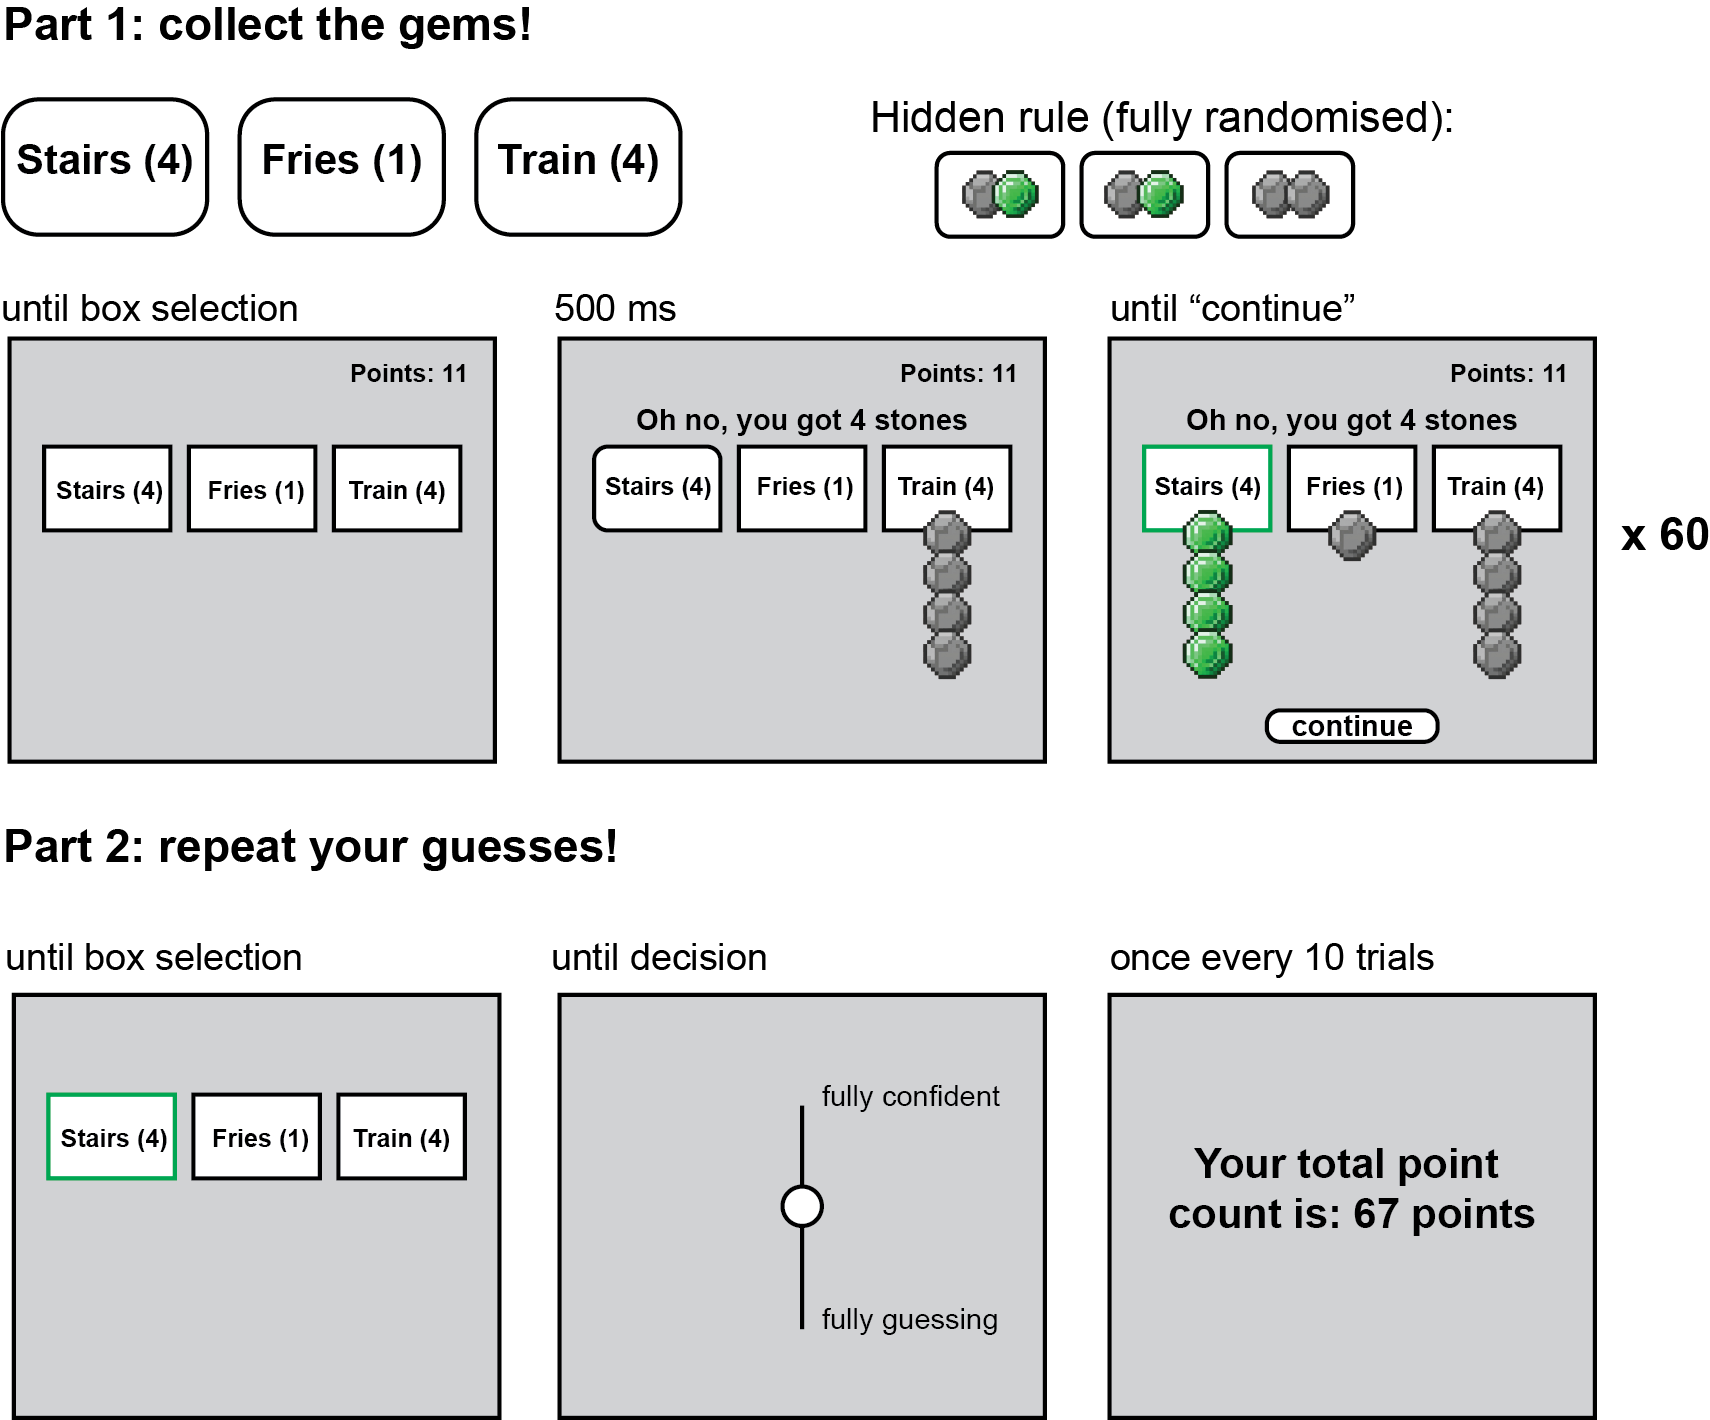 Part 1: collect the gems!
Stairs (4) Fries (1) Train (4)
Hidden rule (fully randomised):
until box selection
Points: 11
Stairs (4) Fries (1) Train (4)
500 ms
Points: 11
Oh no, you got 4 stones
Stairs (4) Fries (1) Train (4)
until “continue”
Points: 11
Oh no, you got 4 stones
Stairs (4) Fries (1) Train (4)
continue
x 60
Part 2: repeat your guesses!
until box selection
Stairs (4) Fries (1) Train (4)
until decision
fully confident
fully guessing
once every 10 trials
Your total point
count is: 67 points